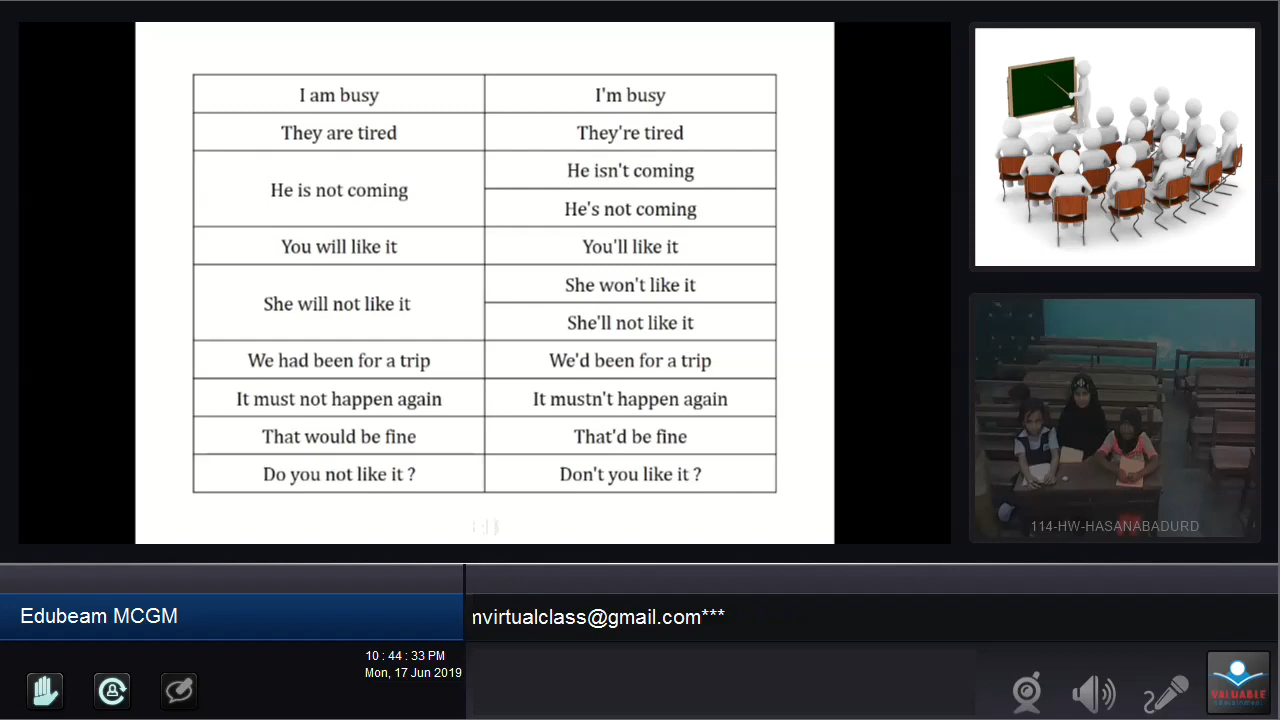 I am busy I'm busy
They are tired They're tired
He is not coming He isn't coming
He's not coming
You will like it You'll like it
She will not like it She won't like it
She'll not like it
We had been for a trip We'd been for a trip
It must not happen again It mustn't happen again
That would be fine That'd be fine
Do you not like it ? Don't you like it ?
114-HW-HASANABADURD
Edubeam MCGM
mvirtualclass@gmail.com***
10 : 44 : 33 PM
Mon, 17 Jun 2019
VALUABLE